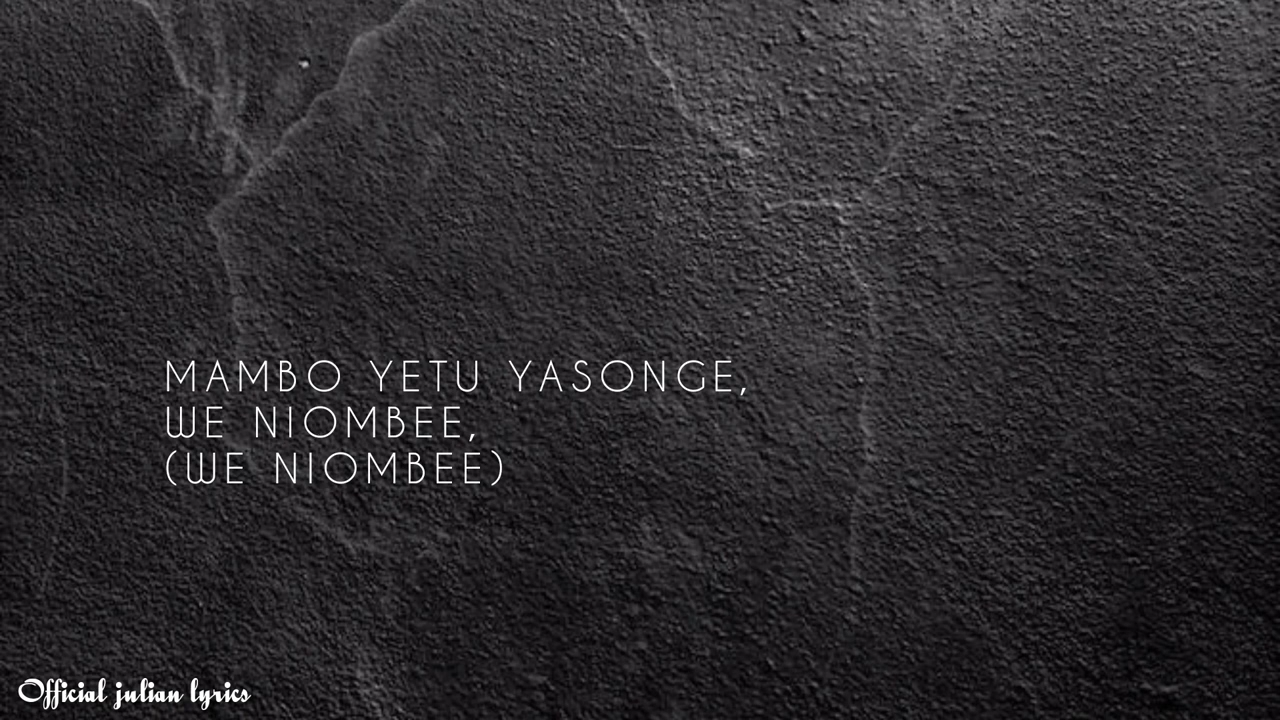 MAMBO YETU YASONGE,
WE NIOMBEE,
(WE NIOMBEE)
Official julian lyrics